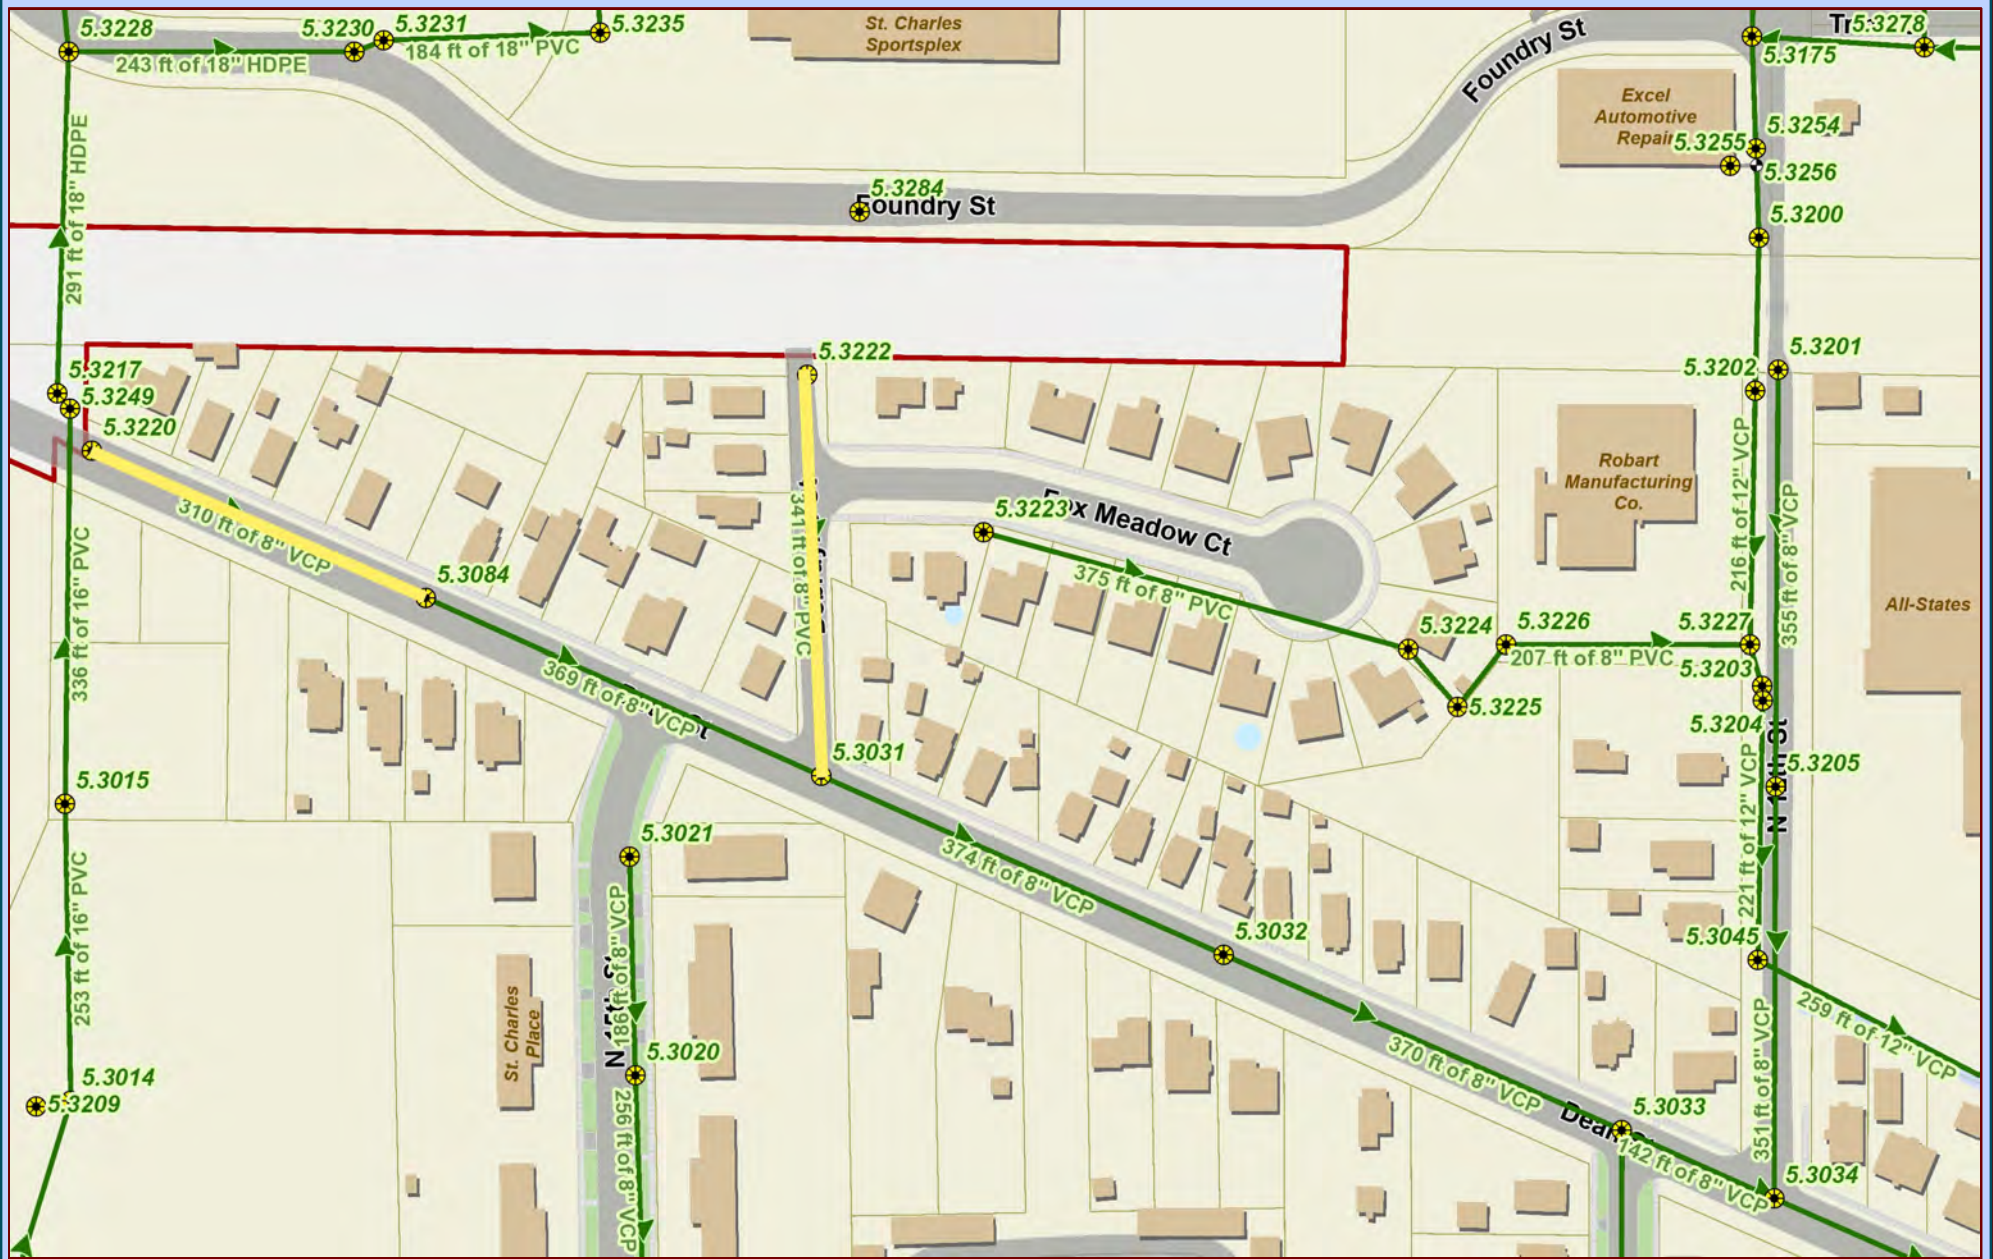 5.3228
5.3230
5.3231
5.3235
243 ft of 18" HDPE
184 ft of 18" PVC
St. Charles
Sportsplex
Foundry St
5.3278
5.3175
Excel
Automotive
Repair
5.3254
5.3255
5.3256
5.3200
5.3284
Foundry St
291 ft of 18" HDPE
5.3217
5.3249
5.3220
5.3222
5.3201
5.3202
310 ft of 8" VCP
341 ft of 8" PVC
5.3084
5.3223
Fox Meadow Ct
375 ft of 8" PVC
Robart
Manufacturing
Co.
216 ft of 12" VCP
355 ft of 8" VCP
All-States
336 ft of 16" PVC
5.3224
5.3226
5.3227
207 ft of 8" PVC
5.3203
5.3225
5.3204
369 ft of 8" VCP
5.3031
5.3205
5.3015
5.3021
374 ft of 8" VCP
221 ft of 12" VCP
253 ft of 16" PVC
5.3032
5.3045
St. Charles
Place
N 15th St
186 ft of 8" VCP
5.3020
370 ft of 8" VCP
259 ft of 12" VCP
351 ft of 8" VCP
5.3014
5.3209
256 ft of 8" VCP
5.3033
Dean St
142 ft of 8" VCP
5.3034